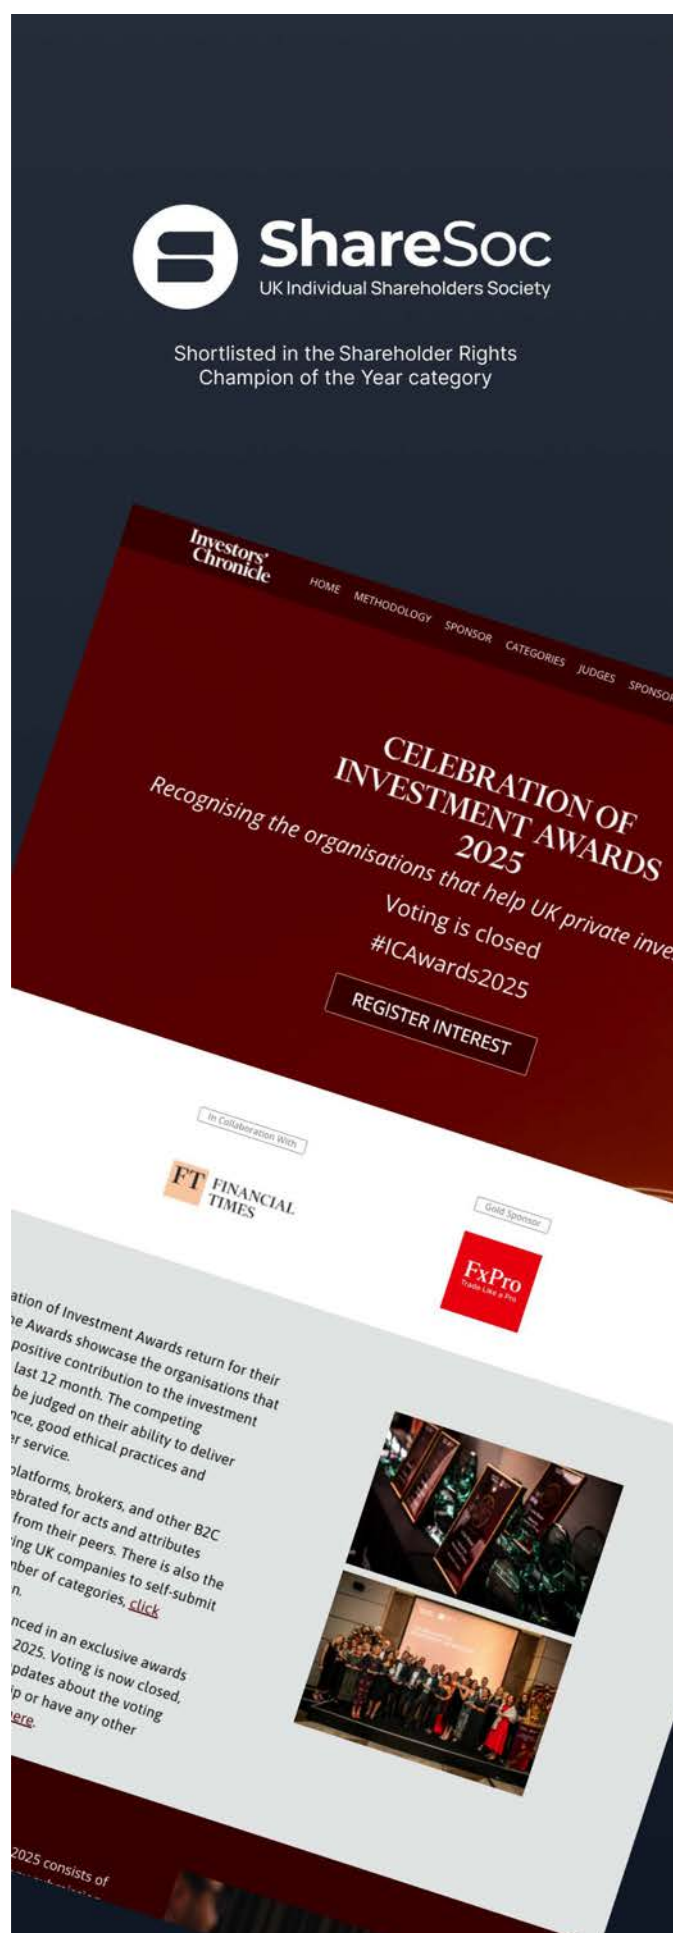 ShareSoc
UK Individual Shareholders Society
Shortlisted in the Shareholder Rights
Champion of the Year category
Investors'
Chronicle
HOME METHODOLOGY SPONSOR CATEGORIES JUDGES SPONSOR
CELEBRATION OF
INVESTMENT AWARDS
2025
Recognising the organisations that help UK private inve
Voting is closed
#ICAwards2025
REGISTER INTEREST
In Collaboration With
FT FINANCIAL
TIMES
Gold Sponsor
FxPro
Trade Like a Pro
ation of Investment Awards return for their
e Awards showcase the organisations that
positive contribution to the investment
last 12 month. The competing
be judged on their ability to deliver
nce, good ethical practices and
er service.
platforms, brokers, and other B2C
ebrated for acts and attributes
from their peers. There is also the
ing UK companies to self-submit
mber of categories, click
n.
nced in an exclusive awards
2025. Voting is now closed,
pdates about the voting
ip or have any other
ere.
2025 consists of